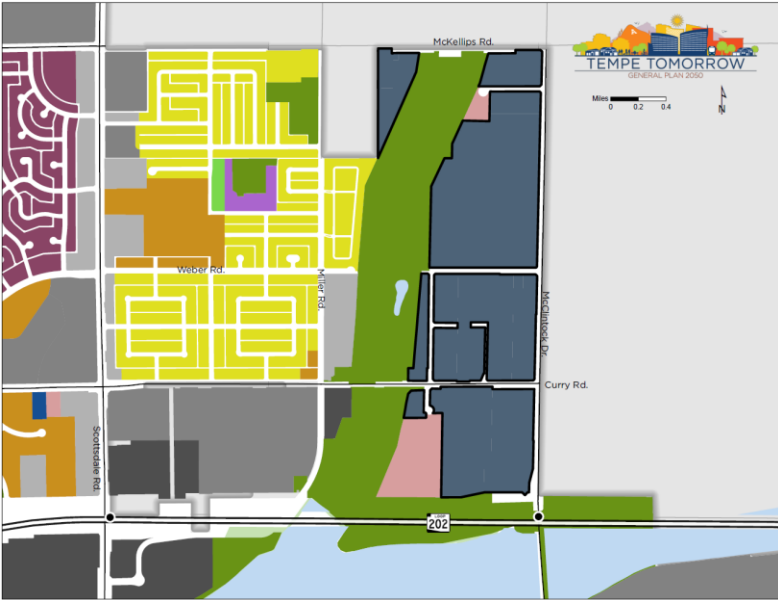 McKellips Rd.
TEMPE TOMORROW
GENERAL PLAN 2050
Miles
0 0.2 0.4
N
Weber Rd.
Miller Rd.
McClintock Dr.
Curry Rd.
Scottsdale Rd.
LOOP
202